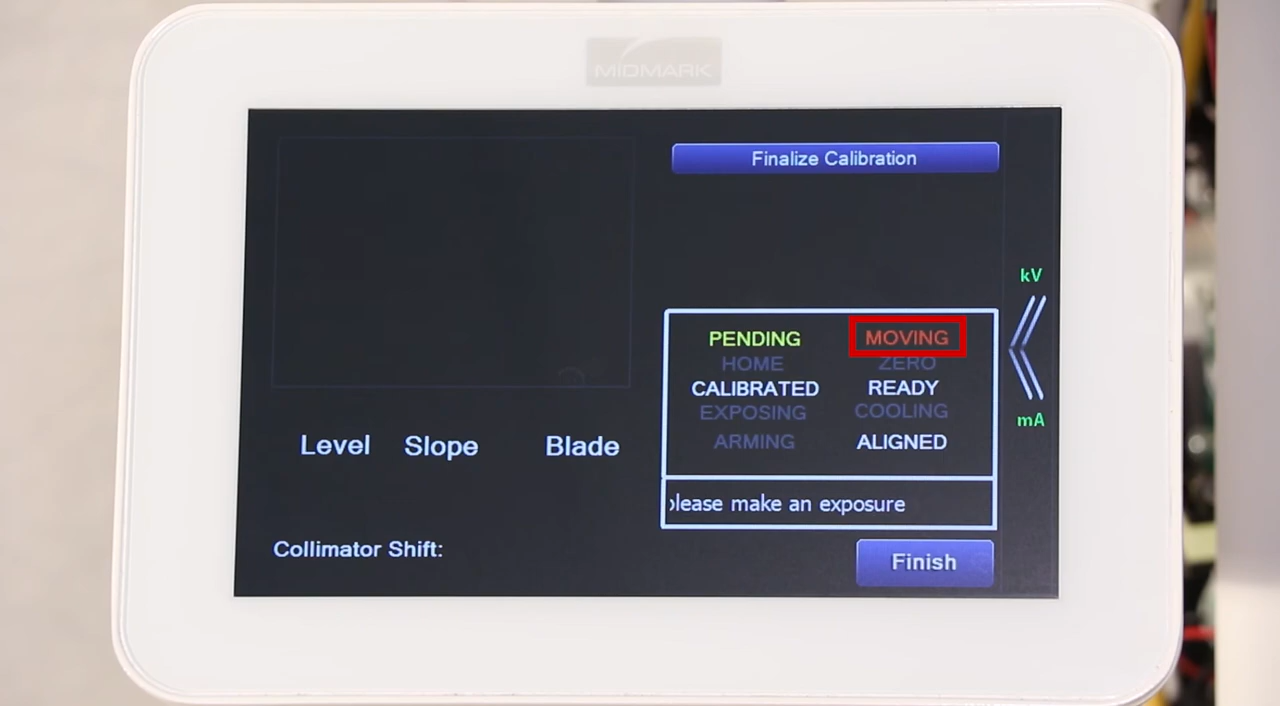 MIDMARK
Finalize Calibration
kV
PENDING MOVING
HOME ZERO
CALIBRATED READY
EXPOSING COOLING
ARMING ALIGNED
mA
Level Slope Blade
please make an exposure
Collimator Shift:
Finish